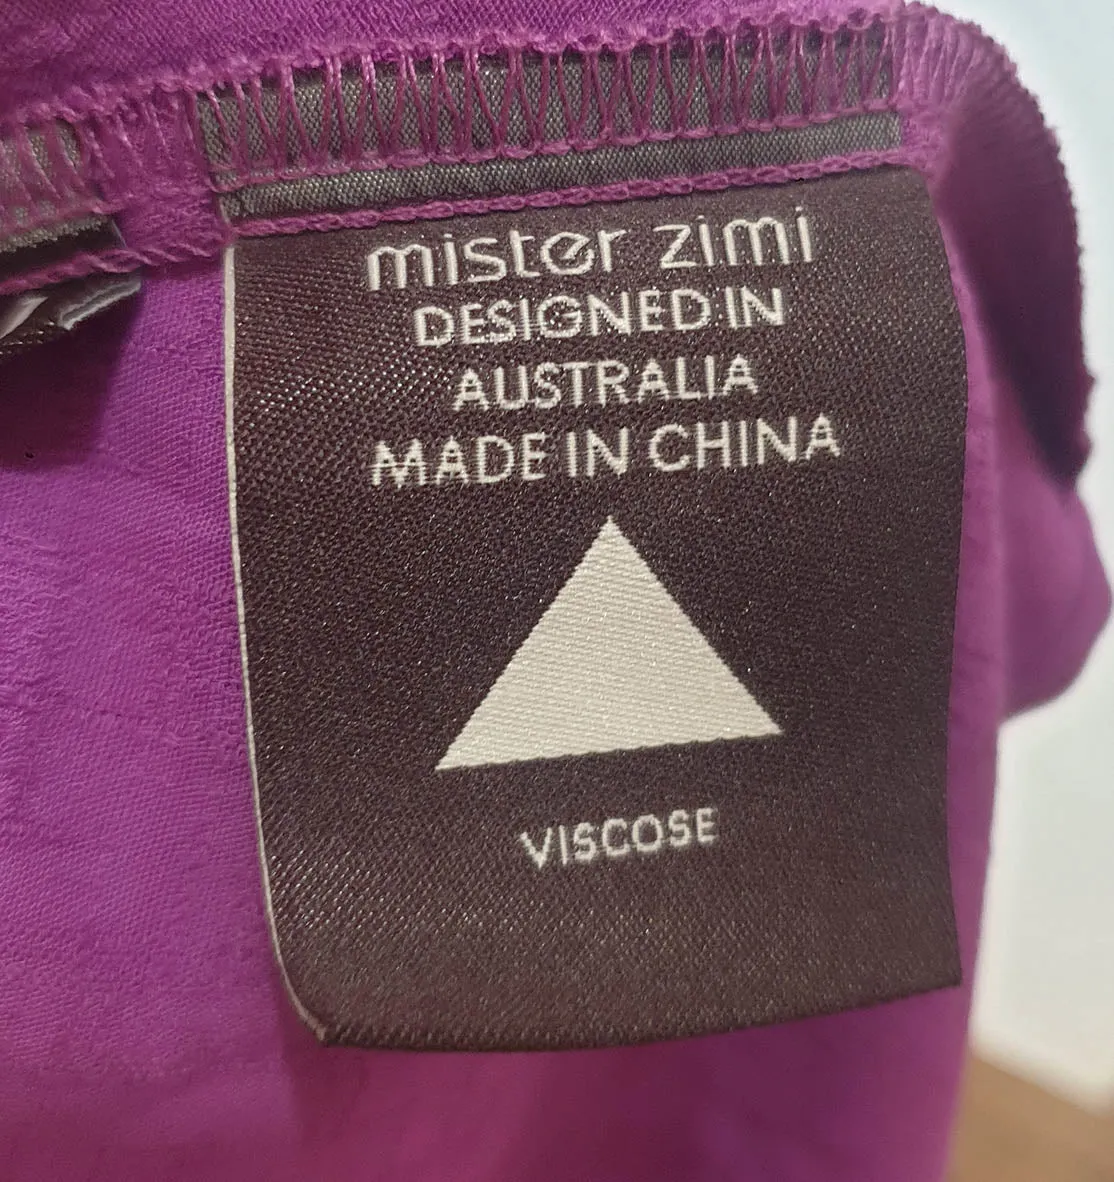 mister zimi
DESIGNED IN
AUSTRALIA
MADE IN CHINA
VISCOSE